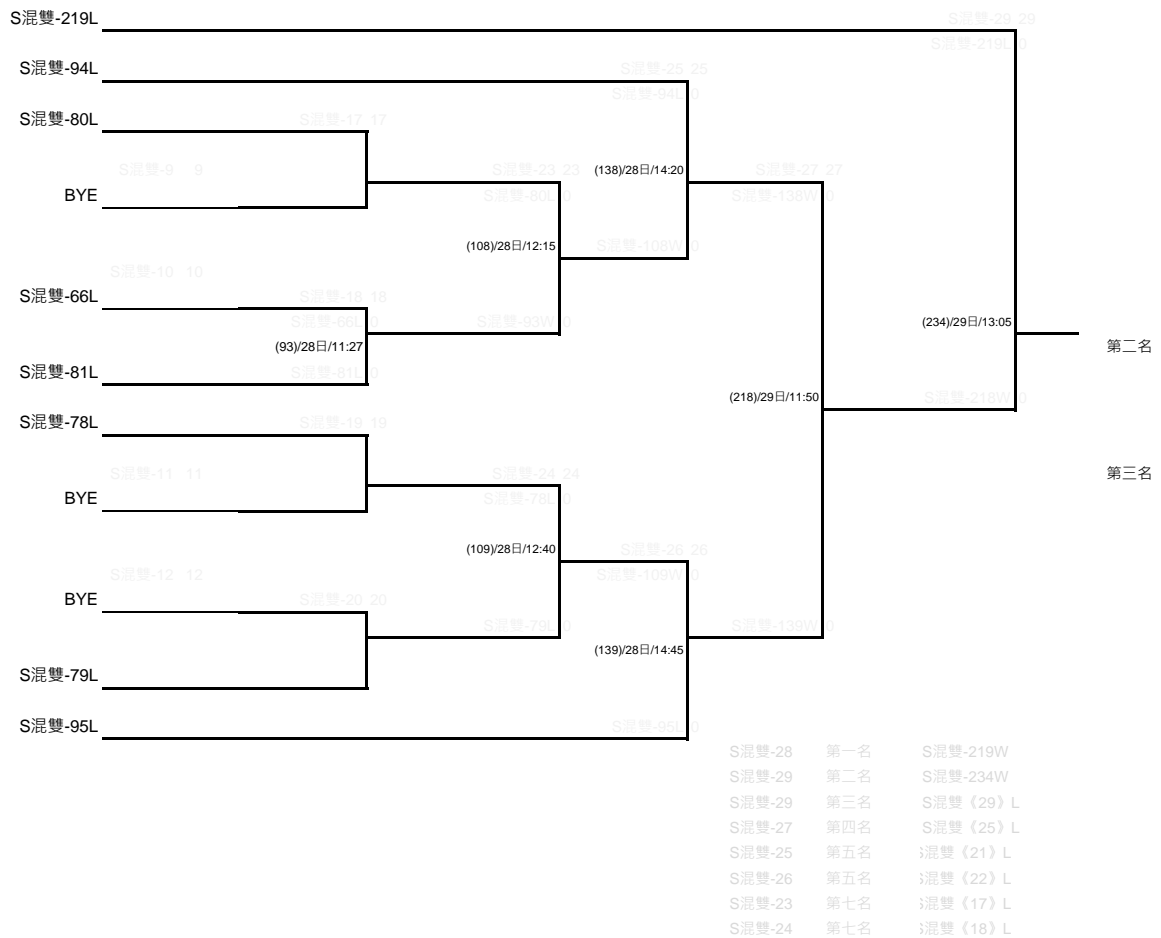 S混雙-219L
S混雙-29 29
S混雙-219L 0
S混雙-94L
S混雙-25 25
S混雙-94L 0
S混雙-80L
S混雙-17 17
S混雙-9 9
S混雙-23 23
(138)/28日/14:20
S混雙-27 27
BYE
S混雙-80L 0
S混雙-138W 0
(108)/28日/12:15
S混雙-108W 0
S混雙-10 10
S混雙-66L
S混雙-18 18
S混雙-66L 0
S混雙-93W 0
(234)/29日/13:05
(93)/28日/11:27
第二名
S混雙-81L
S混雙-81L 0
(218)/29日/11:50
S混雙-218W 0
S混雙-78L
S混雙-19 19
S混雙-11 11
S混雙-24 24
第三名
BYE
S混雙-78L 0
(109)/28日/12:40
S混雙-26 26
S混雙-12 12
S混雙-109W 0
BYE
S混雙-20 20
S混雙-79L 0
S混雙-139W 0
(139)/28日/14:45
S混雙-79L
S混雙-95L
S混雙-95L 0
S混雙-28 第一名 S混雙-219W
S混雙-29 第二名 S混雙-234W
S混雙-29 第三名 S混雙《29》L
S混雙-27 第四名 S混雙《25》L
S混雙-25 第五名 S混雙《21》L
S混雙-26 第五名 S混雙《22》L
S混雙-23 第七名 S混雙《17》L
S混雙-24 第七名 S混雙《18》L